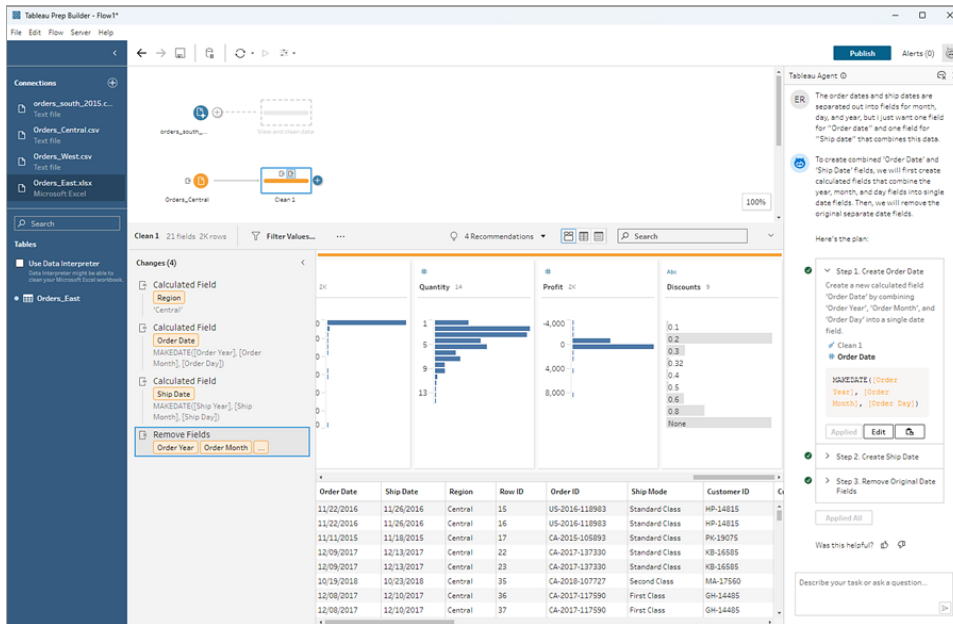 Tableau Prep Builder - Flow1*
File Edit Flow Server Help
Publish
Alerts (0)
Connections
orders_south_2015.c...
Text file
Orders_Central.csv
Text file
Orders_West.csv
Text file
Orders_East.xlsx
Microsoft Excel
Search
Tables
Use Data Interpreter
Data Interpreter might be able to
clean your Microsoft Excel workbook.
Orders_East
orders_south_...
View and clean data
Orders_Central
Clean 1
100%
Clean 1 21 fields 2K rows
Filter Values...
4 Recommendations
Search
Changes (4)
Calculated Field
Region
'Central'
Calculated Field
Order Date
MAKEDATE([Order Year], [Order
Month], [Order Day])
Calculated Field
Ship Date
MAKEDATE([Ship Year], [Ship
Month], [Ship Day])
Remove Fields
Order Year Order Month ...
2K
0
0
0
0
0
0
#
Quantity 14
1
5
9
13
#
Profit 2K
-4,000
0
4,000
8,000
Abc
Discounts 9
0.1
0.2
0.3
0.32
0.4
0.5
0.6
0.8
None
Order Date Ship Date Region Row ID Order ID Ship Mode Customer ID
11/22/2016 11/26/2016 Central 15 US-2016-118983 Standard Class HP-14815
11/22/2016 11/26/2016 Central 16 US-2016-118983 Standard Class HP-14815
11/11/2015 11/18/2015 Central 17 CA-2015-105893 Standard Class PK-19075
12/09/2017 12/13/2017 Central 22 CA-2017-137330 Standard Class KB-16585
12/09/2017 12/13/2017 Central 23 CA-2017-137330 Standard Class KB-16585
10/19/2018 10/23/2018 Central 35 CA-2018-107727 Second Class MA-17560
12/08/2017 12/10/2017 Central 36 CA-2017-117590 First Class GH-14485
12/08/2017 12/10/2017 Central 37 CA-2017-117590 First Class GH-14485
Tableau Agent
ER
The order dates and ship dates are
separated out into fields for month,
day, and year, but i just want one field
for "Order date" and one field for
"Ship date" that combines this data.
To create combined 'Order Date' and
'Ship Date' fields, we will first create
calculated fields that combine the
year, month, and day fields into single
date fields. Then, we will remove the
original separate date fields.
Here's the plan:
Step 1. Create Order Date
Create a new calculated field
'Order Date' by combining
'Order Year', 'Order Month', and
'Order Day' into a single date
field.
Clean 1
# Order Date
MAKEDATE([Order
Year], [Order
Month], [Order Day])
Applied Edit
Step 2. Create Ship Date
Step 3. Remove Original Date
Fields
Applied All
Was this helpful?
Describe your task or ask a question...